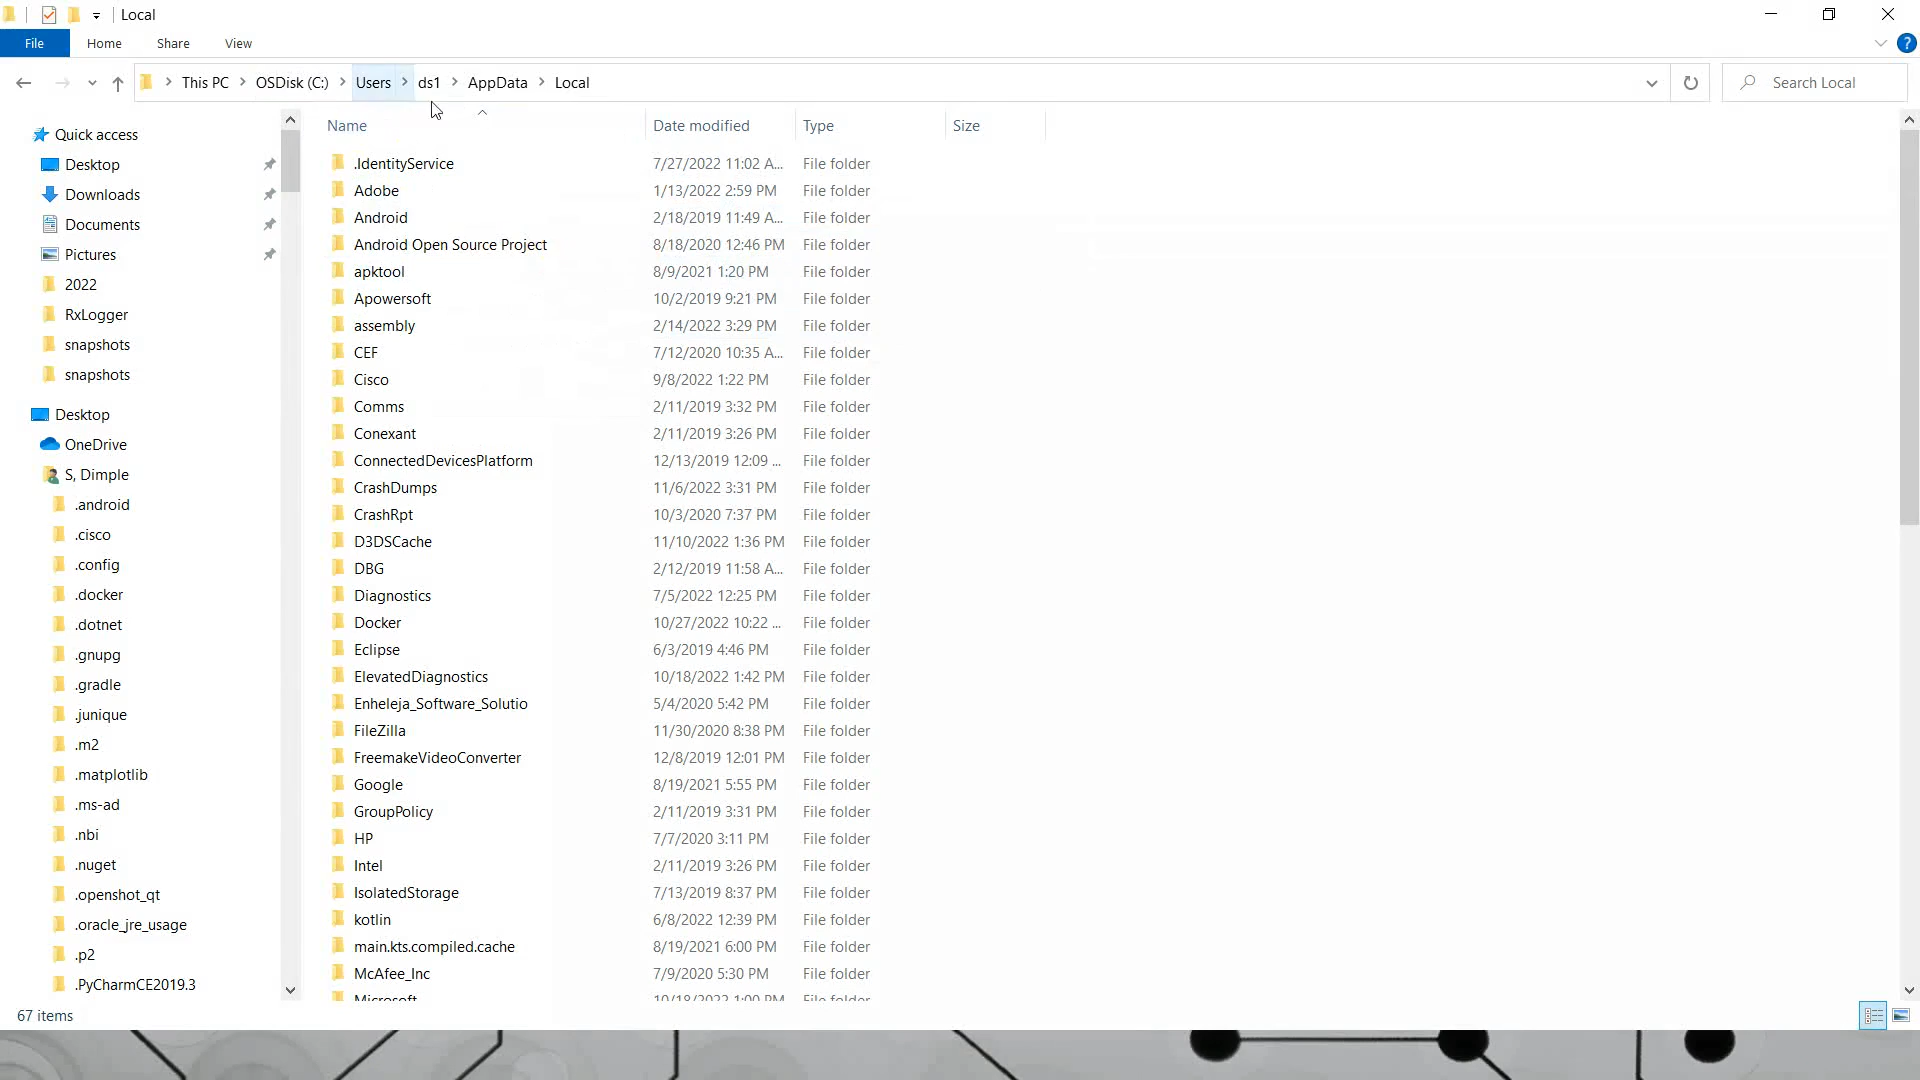 Local
File Home Share View
This PC OSDisk (C:) Users ds1 AppData Local
Search Local
Quick access
Desktop
Downloads
Documents
Pictures
2022
RxLogger
snapshots
snapshots
Desktop
OneDrive
S, Dimple
.android
.cisco
.config
.docker
.dotnet
.gnupg
.gradle
.junique
.m2
.matplotlib
.ms-ad
.nbi
.nuget
.openshot_qt
.oracle_jre_usage
.p2
.PyCharmCE2019.3
Name Date modified Type Size
.IdentityService 7/27/2022 11:02 A... File folder
Adobe 1/13/2022 2:59 PM File folder
Android 2/18/2019 11:49 A... File folder
Android Open Source Project 8/18/2020 12:46 PM File folder
apktool 8/9/2021 1:20 PM File folder
Apowersoft 10/2/2019 9:21 PM File folder
assembly 2/14/2022 3:29 PM File folder
CEF 7/12/2020 10:35 A... File folder
Cisco 9/8/2022 1:22 PM File folder
Comms 2/11/2019 3:32 PM File folder
Conexant 2/11/2019 3:26 PM File folder
ConnectedDevicesPlatform 12/13/2019 12:09 ... File folder
CrashDumps 11/6/2022 3:31 PM File folder
CrashRpt 10/3/2020 7:37 PM File folder
D3DSCache 11/10/2022 1:36 PM File folder
DBG 2/12/2019 11:58 A... File folder
Diagnostics 7/5/2022 12:25 PM File folder
Docker 10/27/2022 10:22 ... File folder
Eclipse 6/3/2019 4:46 PM File folder
ElevatedDiagnostics 10/18/2022 1:42 PM File folder
Enheleja_Software_Solutio 5/4/2020 5:42 PM File folder
FileZilla 11/30/2020 8:38 PM File folder
FreemakeVideoConverter 12/8/2019 12:01 PM File folder
Google 8/19/2021 5:55 PM File folder
GroupPolicy 2/11/2019 3:31 PM File folder
HP 7/7/2020 3:11 PM File folder
Intel 2/11/2019 3:26 PM File folder
IsolatedStorage 7/13/2019 8:37 PM File folder
kotlin 6/8/2022 12:39 PM File folder
main.kts.compiled.cache 8/19/2021 6:00 PM File folder
McAfee_Inc 7/9/2020 5:30 PM File folder
Microsoft 10/18/2022 1:00 PM File folder
67 items